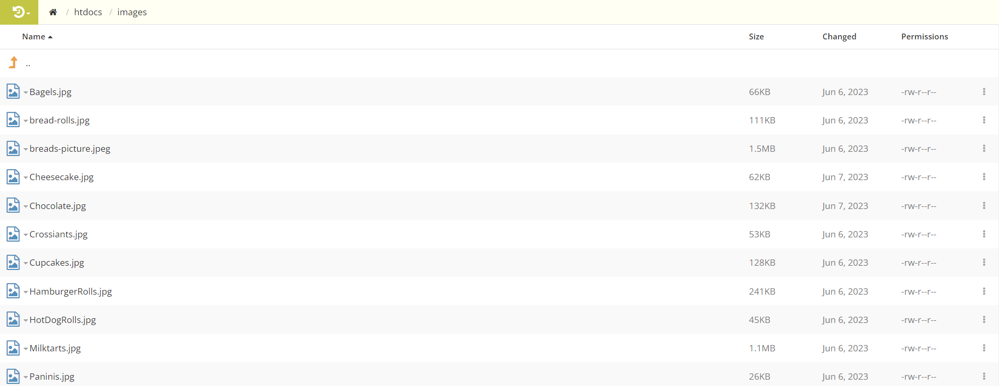 / htdocs / images
Name Size Changed Permissions
..
Bagels.jpg 66KB Jun 6, 2023 -rw-r--r--
bread-rolls.jpg 111KB Jun 6, 2023 -rw-r--r--
breads-picture.jpeg 1.5MB Jun 6, 2023 -rw-r--r--
Cheesecake.jpg 62KB Jun 7, 2023 -rw-r--r--
Chocolate.jpg 132KB Jun 7, 2023 -rw-r--r--
Crossiants.jpg 53KB Jun 6, 2023 -rw-r--r--
Cupcakes.jpg 128KB Jun 6, 2023 -rw-r--r--
HamburgerRolls.jpg 241KB Jun 6, 2023 -rw-r--r--
HotDogRolls.jpg 45KB Jun 6, 2023 -rw-r--r--
Milktarts.jpg 1.1MB Jun 6, 2023 -rw-r--r--
Paninis.jpg 26KB Jun 6, 2023 -rw-r--r--